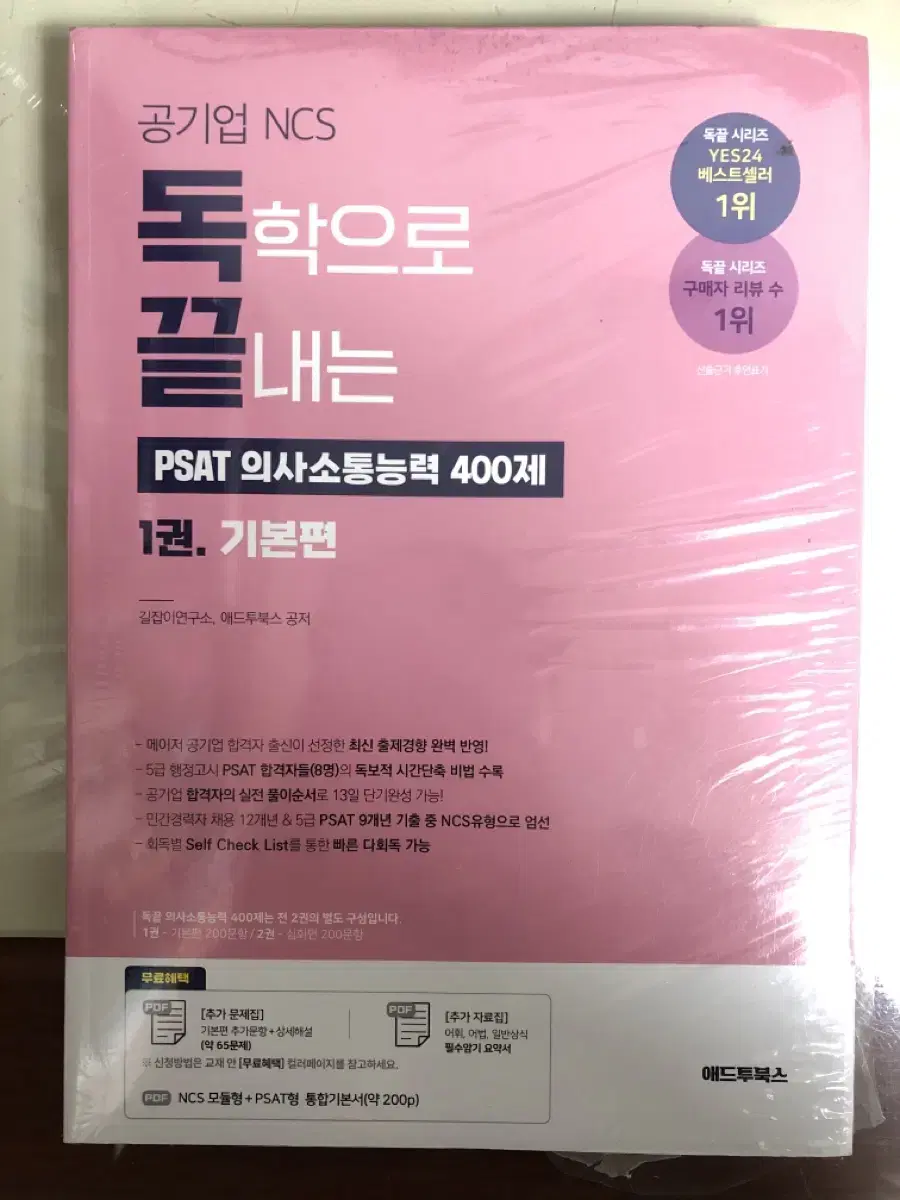 공기업 NCS
독학으로
끝내는
PSAT 의사소통능력 400제
1권. 기본편
길잡이연구소, 애드투북스 공저
독끝 시리즈
YES24
베스트셀러
1위
독끝 시리즈
구매자 리뷰 수
1위
산출근거 후면표기
- 메이저 공기업 합격자 출신이 선정한 최신 출제경향 완벽 반영!
- 5급 행정고시 PSAT 합격자들(8명)의 독보적 시간단축 비법 수록
- 공기업 합격자의 실전 풀이순서로 13일 단기완성 가능!
- 민간경력자 채용 12개년 & 5급 PSAT 9개년 기출 중 NCS유형으로 엄선
- 회독별 Self Check List를 통한 빠른 다회독 가능
독끝 의사소통능력 400제는 전 2권의 별도 구성입니다.
1권 - 기본편 200문항 / 2권 - 심화편 200문항
무료혜택
PDF
[추가 문제집]
기본편 추가문항+상세해설
(약 65문제)
PDF
[추가 자료집]
어휘, 어법, 일반상식
필수암기 요약서
※ 신청방법은 교재 안 [무료혜택] 컬러페이지를 참고하세요.
PDF NCS 모듈형+PSAT형 통합기본서(약 200p)
애드투북스